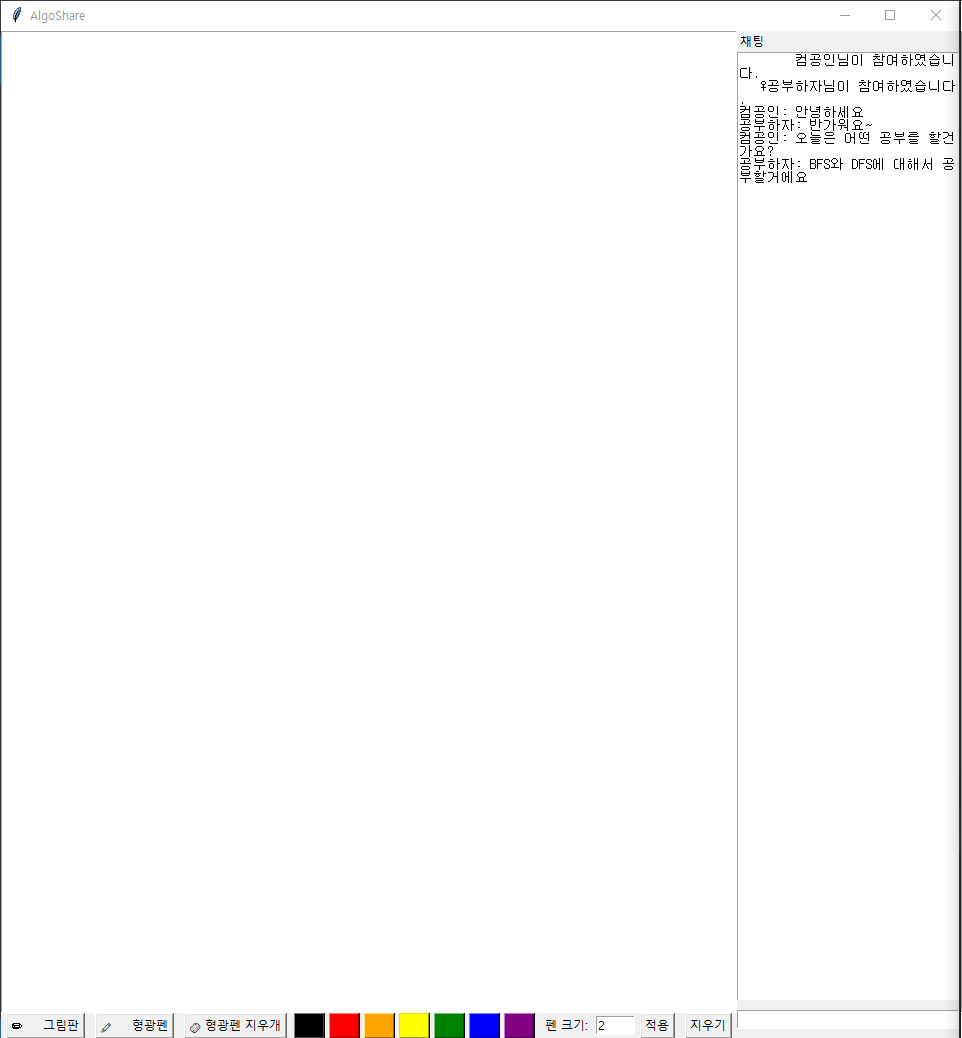 AlgoShare
채팅
컴공인님이 참여하였습니
다.
♀공부하자님이 참여하였습니다
.
컴공인: 안녕하세요
공부하자: 반가워요~
컴공인: 오늘은 어떤 공부를 할건
가요?
공부하자: BFS와 DFS에 대해서 공
부할거에요
그림판 형광펜 형광펜 지우개 펜 크기: 2 적용 지우기